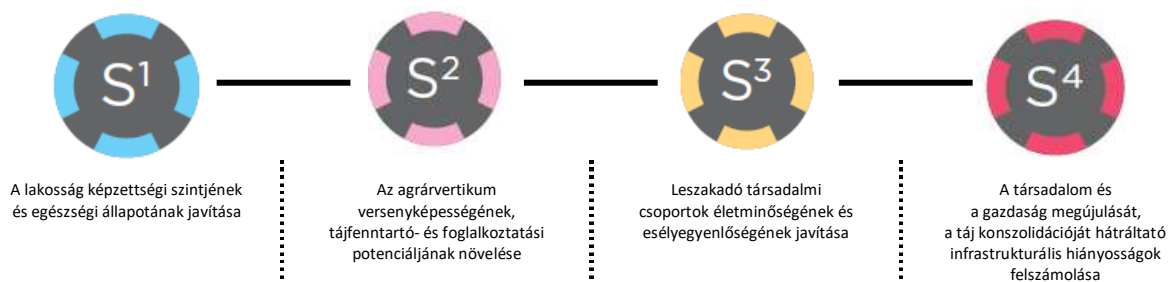 S¹
S²
S³
S⁴
A lakosság képzettségi szintjének
és egészségi állapotának javítása
Az agrárvertikum
versenyképességének,
tájfenntartó- és foglalkoztatási
potenciáljának növelése
Leszakadó társadalmi
csoportok életminőségének és
esélyegyenlőségének javítása
A társadalom és
a gazdaság megújulását,
a táj konszolidációját hátráltató
infrastrukturális hiányosságok
felszámolása